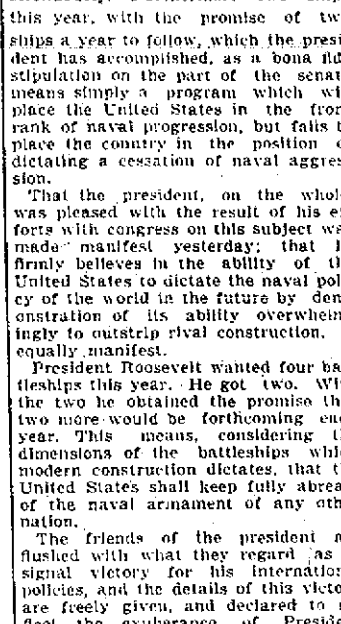 this year, with the promise of tw
ships a year to follow, which the presi
dent has accomplished, as a bona fid
stipulation on the part of the senat
means simply a program which wi
place the United States in the fron
rank of naval progression, but fails t
place the country in the position o
dictating a cessation of naval aggres
sion.
That the president, on the whol
was pleased with the result of his e
forts with congress on this subject wa
made manifest yesterday; that h
firmly believes in the ability of th
United States to dictate the naval pol
cy of the world in the future by dem
onstration of its ability overwhelm
ingly to outstrip rival construction,
equally manifest.
President Roosevelt wanted four ba
tleships this year. He got two. Wit
the two he obtained the promise tha
two more would be forthcoming eac
year. This means, considering t
dimensions of the battleships whic
modern construction dictates, that t
United States shall keep fully abrea
of the naval armament of any oth
nation.
The friends of the president a
flushed with what they regard as
signal victory for his internation
policies, and the details of this victo
are freely given, and declared to r
flect the exuberance of Preside